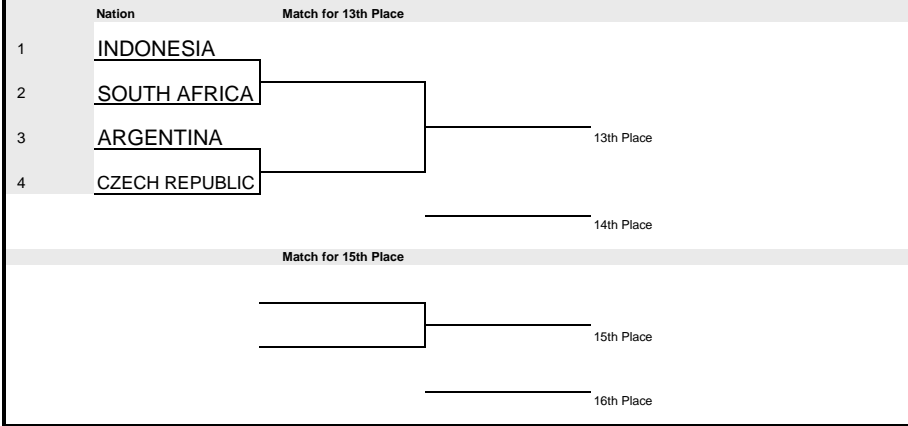 Nation Match for 13th Place
1 INDONESIA
2 SOUTH AFRICA
3 ARGENTINA
13th Place
4 CZECH REPUBLIC
14th Place
Match for 15th Place
15th Place
16th Place